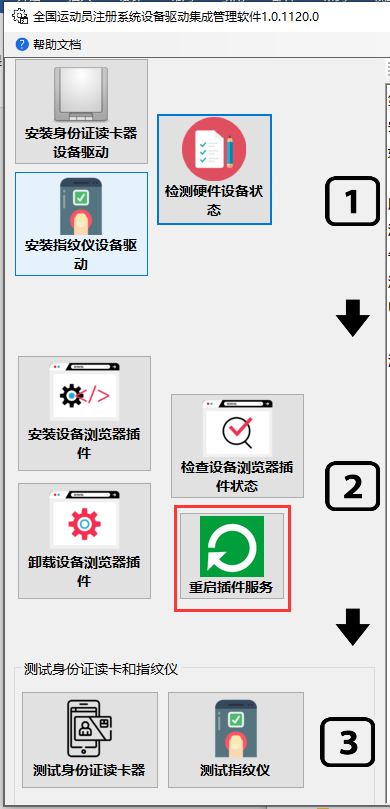 全国运动员注册系统设备驱动集成管理软件1.0.1120.0
帮助文档
安装身份证读卡器
设备驱动
检测硬件设备状
态
安装指纹仪设备驱
动
1
安装设备浏览器插
件
检查设备浏览器插
件状态
2
卸载设备浏览器插
件
重启插件服务
测试身份证读卡和指纹仪
测试身份证读卡器
测试指纹仪
3